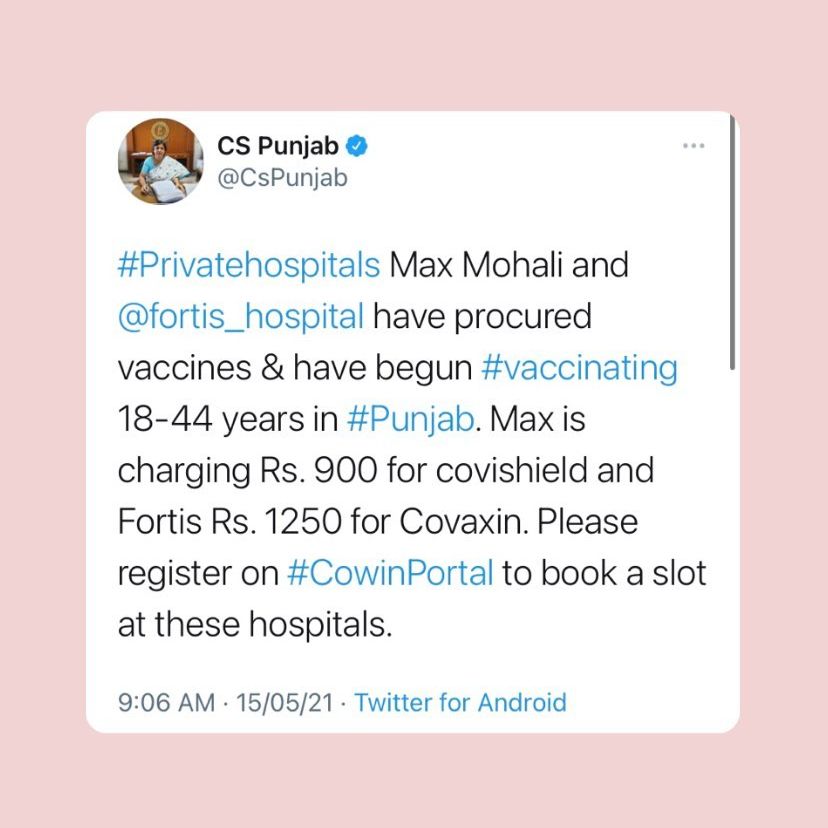 CS Punjab
@CsPunjab
#Privatehospitals Max Mohali and
@fortis_hospital have procured
vaccines & have begun #vaccinating
18-44 years in #Punjab. Max is
charging Rs. 900 for covishield and
Fortis Rs. 1250 for Covaxin. Please
register on #CowinPortal to book a slot
at these hospitals.
9:06 AM · 15/05/21 · Twitter for Android